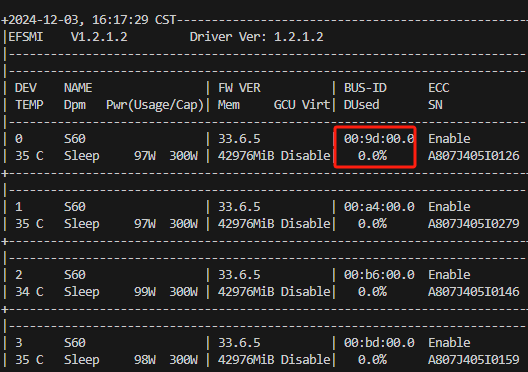 +2024-12-03, 16:17:29 CST------------------------------------------
|EFSMI    V1.2.1.2         Driver Ver: 1.2.1.2
|------------------------------------------------------------------
|------------------------------------------------------------------
| DEV    NAME                | FW VER          | BUS-ID     ECC
| TEMP   Dpm   Pwr(Usage/Cap)| Mem    GCU Virt| DUsed      SN
|------------------------------------------------------------------
| 0      S60                 | 33.6.5          | 00:9d:00.0 Enable
| 35 C   Sleep    97W  300W | 42976MiB Disable|   0.0%     A807J405I0126
+------------------------------------------------------------------
|------------------------------------------------------------------
| 1      S60                 | 33.6.5          | 00:a4:00.0 Enable
| 35 C   Sleep    97W  300W | 42976MiB Disable|   0.0%     A807J405I0279
+------------------------------------------------------------------
|------------------------------------------------------------------
| 2      S60                 | 33.6.5          | 00:b6:00.0 Enable
| 34 C   Sleep    99W  300W | 42976MiB Disable|   0.0%     A807J405I0146
+------------------------------------------------------------------
|------------------------------------------------------------------
| 3      S60                 | 33.6.5          | 00:bd:00.0 Enable
| 35 C   Sleep    98W  300W | 42976MiB Disable|   0.0%     A807J405I0159